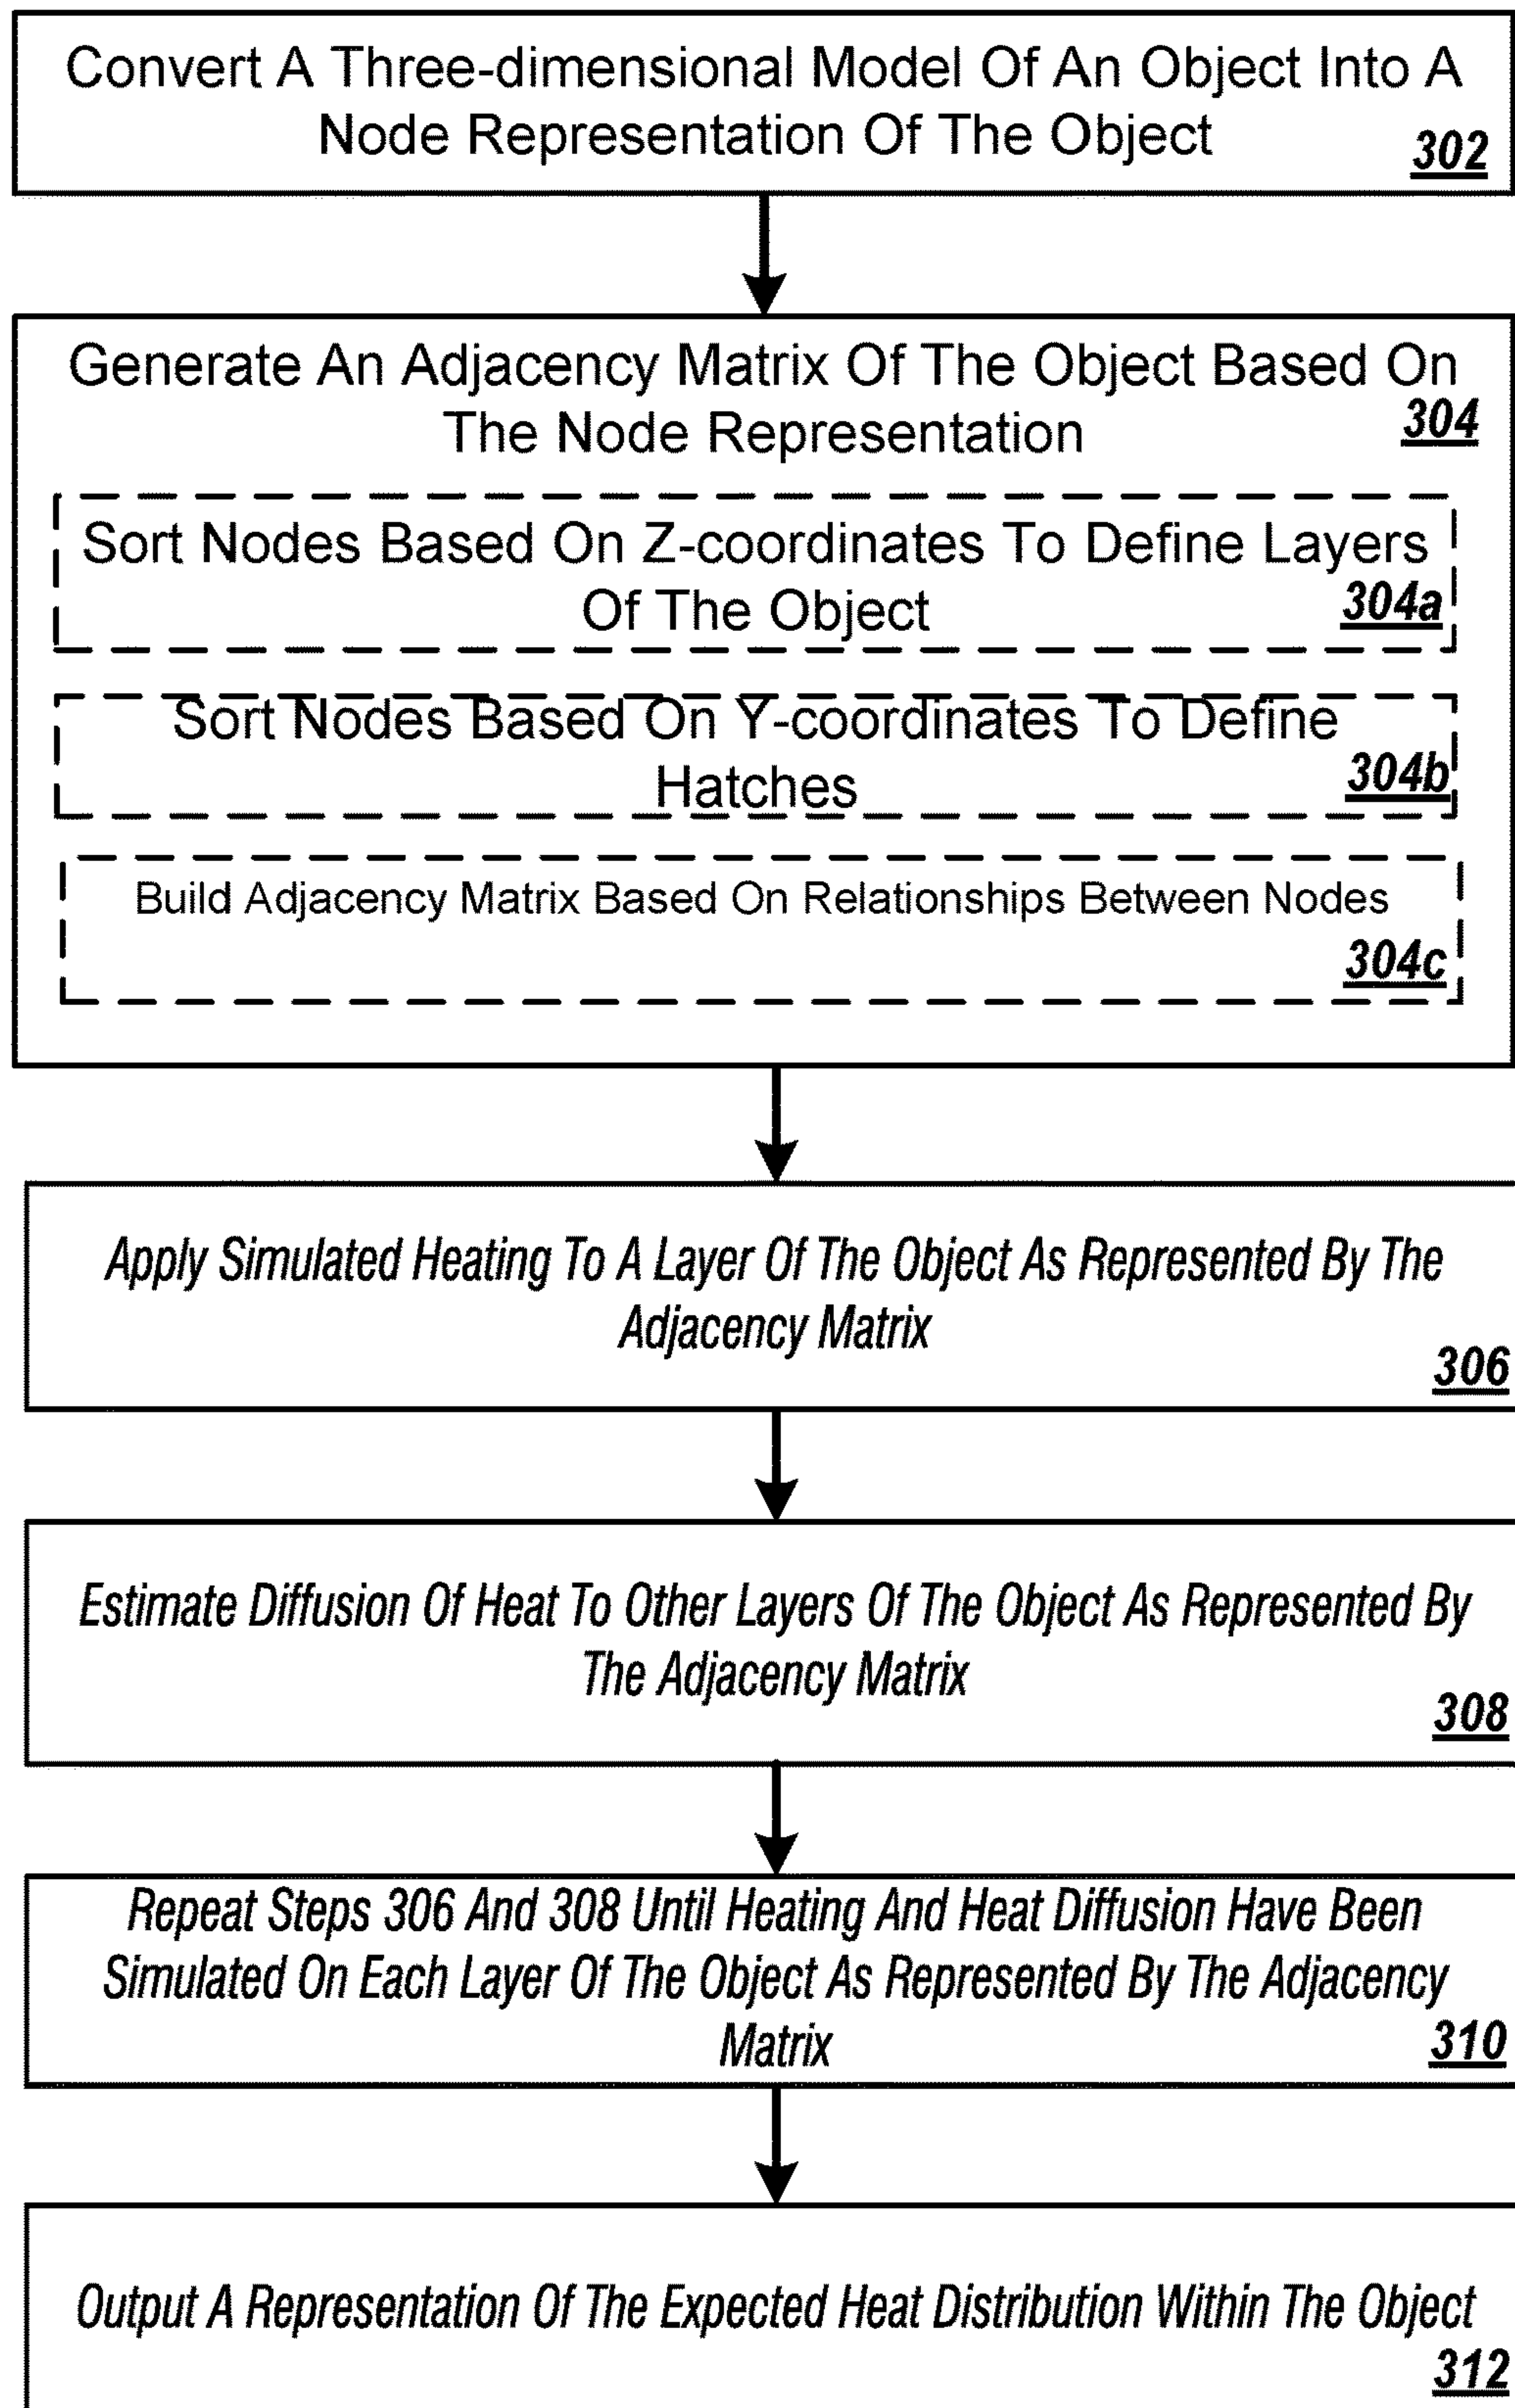 Convert A Three-dimensional Model Of An Object Into A
Node Representation Of The Object
302
Generate An Adjacency Matrix Of The Object Based On
The Node Representation
304
Sort Nodes Based On Z-coordinates To Define Layers
Of The Object
304a
Sort Nodes Based On Y-coordinates To Define
Hatches
304b
Build Adjacency Matrix Based On Relationships Between Nodes
304c
Apply Simulated Heating To A Layer Of The Object As Represented By The
Adjacency Matrix
306
Estimate Diffusion Of Heat To Other Layers Of The Object As Represented By
The Adjacency Matrix
308
Repeat Steps 306 And 308 Until Heating And Heat Diffusion Have Been
Simulated On Each Layer Of The Object As Represented By The Adjacency
Matrix
310
Output A Representation Of The Expected Heat Distribution Within The Object
312